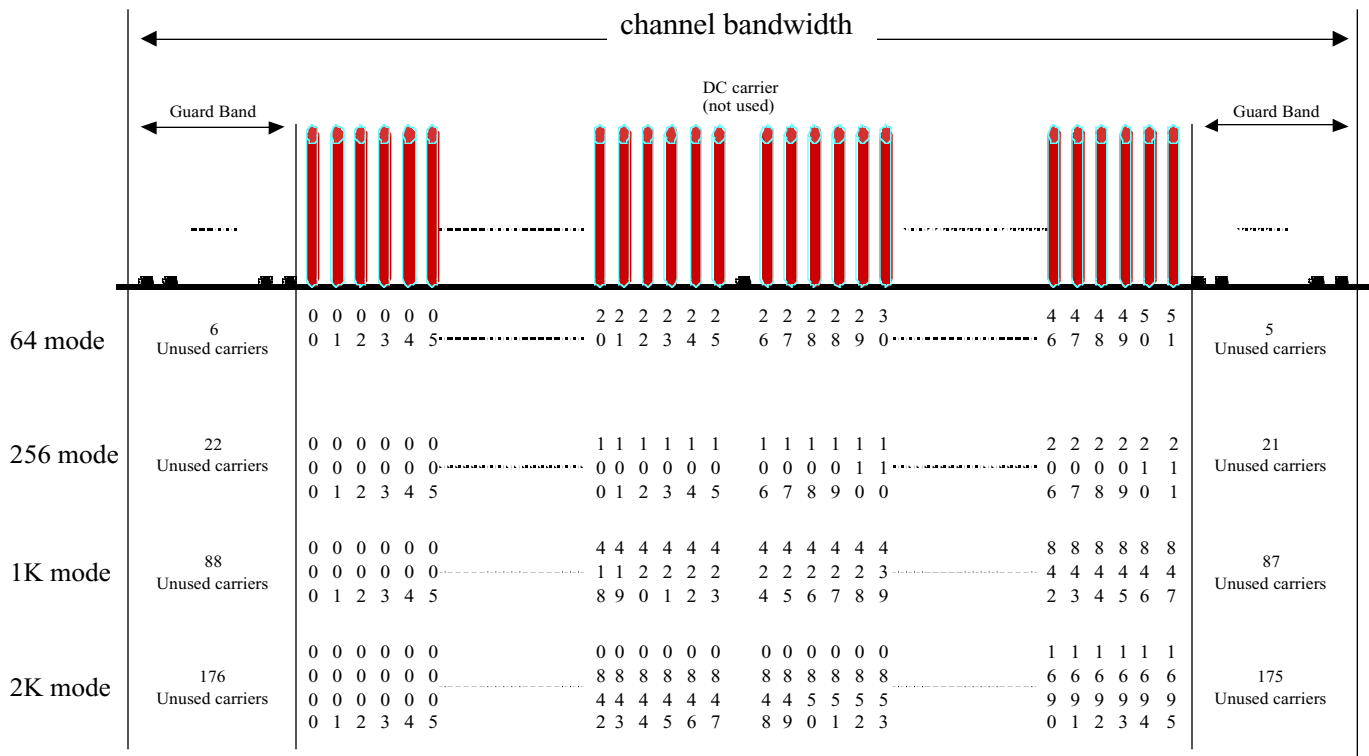 channel bandwidth
DC carrier
(not used)
Guard Band
Guard Band
64 mode
6
Unused carriers
0 0 0 0 0 0 2 2 2 2 2 2 2 2 2 2 2 3 4 4 4 4 5 5
0 1 2 3 4 5 0 1 2 3 4 5 6 7 8 8 9 0 6 7 8 9 0 1
5
Unused carriers
256 mode
22
Unused carriers
0 0 0 0 0 0 1 1 1 1 1 1 1 1 1 1 1 1 2 2 2 2 2 2
0 0 0 0 0 0 0 0 0 0 0 0 0 0 0 0 1 1 0 0 0 0 1 1
0 1 2 3 4 5 0 1 2 3 4 5 6 7 8 9 0 0 6 7 8 9 0 1
21
Unused carriers
1K mode
88
Unused carriers
0 0 0 0 0 0 4 4 4 4 4 4 4 4 4 4 4 4 8 8 8 8 8 8
0 0 0 0 0 0 1 1 2 2 2 2 2 2 2 2 2 3 4 4 4 4 4 4
0 1 2 3 4 5 8 9 0 1 2 3 4 5 6 7 8 9 2 3 4 5 6 7
87
Unused carriers
2K mode
176
Unused carriers
0 0 0 0 0 0 0 0 0 0 0 0 0 0 0 0 0 0 1 1 1 1 1 1
0 0 0 0 0 0 8 8 8 8 8 8 8 8 8 8 8 8 6 6 6 6 6 6
0 0 0 0 0 0 4 4 4 4 4 4 4 4 5 5 5 5 9 9 9 9 9 9
0 1 2 3 4 5 2 3 4 5 6 7 8 9 0 1 2 3 0 1 2 3 4 5
175
Unused carriers